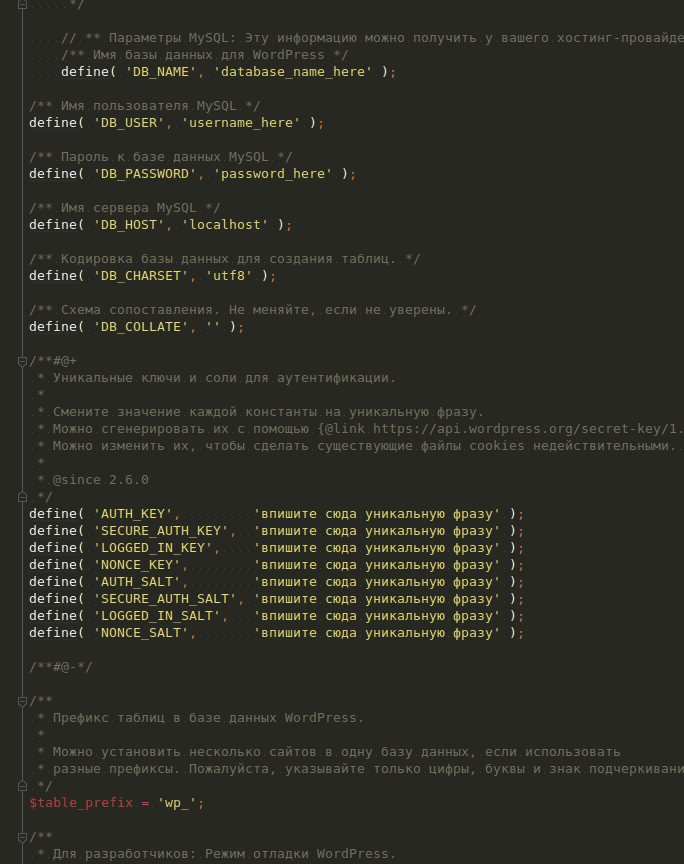 */
// ** Параметры MySQL: Эту информацию можно получить у вашего хостинг-провайде
/** Имя базы данных для WordPress */
define( 'DB_NAME', 'database_name_here' );
/** Имя пользователя MySQL */
define( 'DB_USER', 'username_here' );
/** Пароль к базе данных MySQL */
define( 'DB_PASSWORD', 'password_here' );
/** Имя сервера MySQL */
define( 'DB_HOST', 'localhost' );
/** Кодировка базы данных для создания таблиц. */
define( 'DB_CHARSET', 'utf8' );
/** Схема сопоставления. Не меняйте, если не уверены. */
define( 'DB_COLLATE', '' );
/**#@+
* Уникальные ключи и соли для аутентификации.
*
* Смените значение каждой константы на уникальную фразу.
* Можно сгенерировать их с помощью {@link https://api.wordpress.org/secret-key/1.
* Можно изменить их, чтобы сделать существующие файлы cookies недействительными.
*
* @since 2.6.0
*/
define( 'AUTH_KEY',         'впишите сюда уникальную фразу' );
define( 'SECURE_AUTH_KEY',  'впишите сюда уникальную фразу' );
define( 'LOGGED_IN_KEY',    'впишите сюда уникальную фразу' );
define( 'NONCE_KEY',        'впишите сюда уникальную фразу' );
define( 'AUTH_SALT',        'впишите сюда уникальную фразу' );
define( 'SECURE_AUTH_SALT', 'впишите сюда уникальную фразу' );
define( 'LOGGED_IN_SALT',   'впишите сюда уникальную фразу' );
define( 'NONCE_SALT',       'впишите сюда уникальную фразу' );
/**#@-*/
/**
* Префикс таблиц в базе данных WordPress.
*
* Можно установить несколько сайтов в одну базу данных, если использовать
* разные префиксы. Пожалуйста, указывайте только цифры, буквы и знак подчеркивани
*/
$table_prefix = 'wp_';
/**
* Для разработчиков: Режим отладки WordPress.